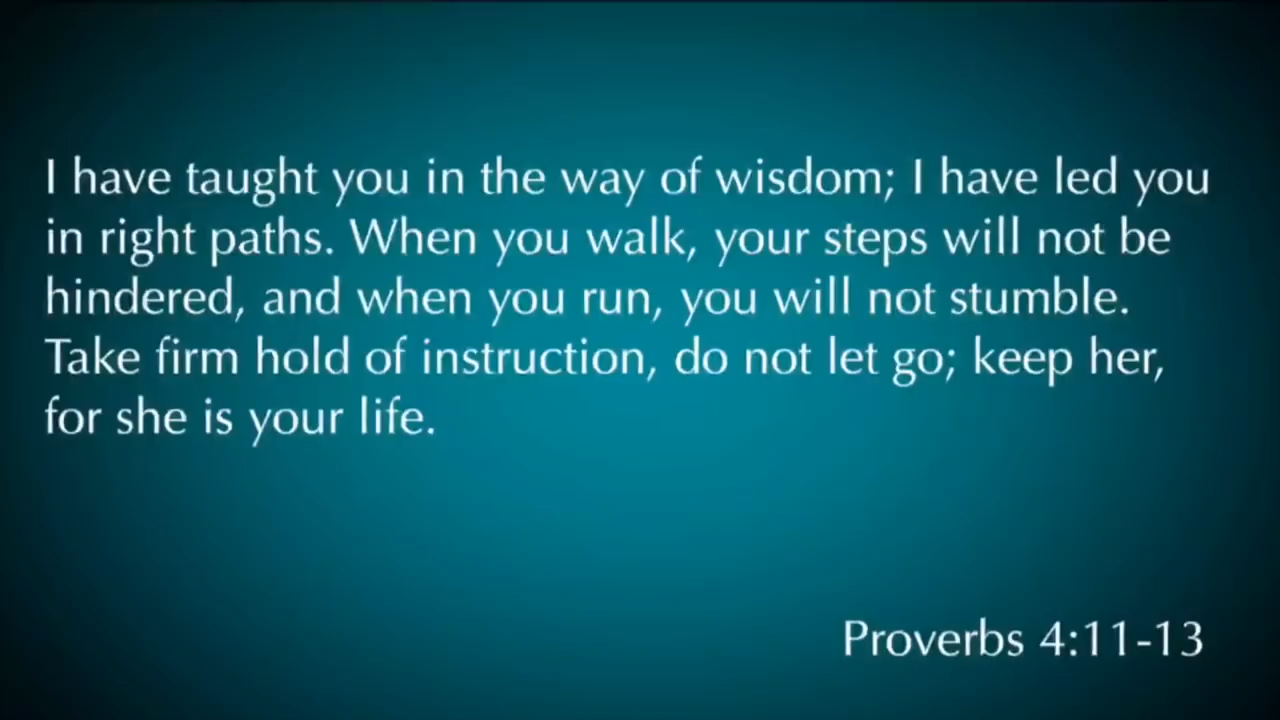 I have taught you in the way of wisdom; I have led you
in right paths. When you walk, your steps will not be
hindered, and when you run, you will not stumble.
Take firm hold of instruction, do not let go; keep her,
for she is your life.
Proverbs 4:11-13